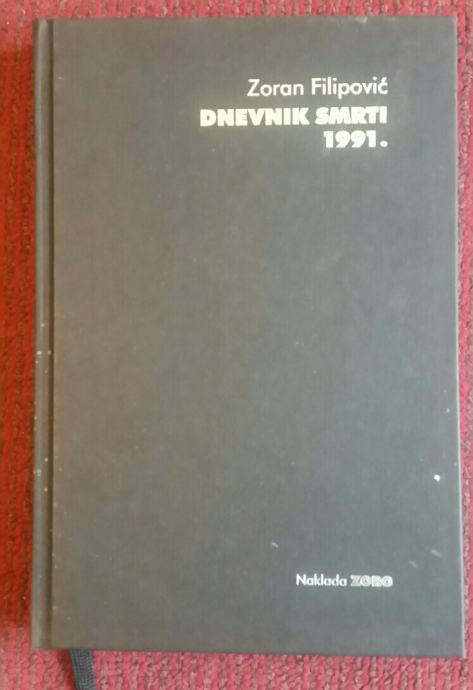 Zoran Filipović
DNEVNIK SMRTI
1991.
Naklada ZORO